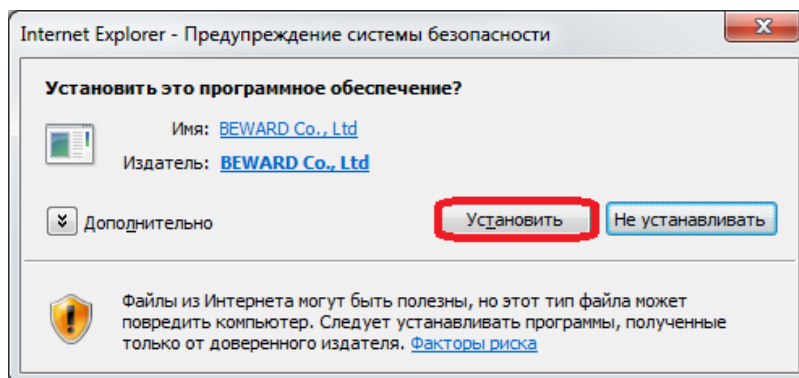 Internet Explorer - Предупреждение системы безопасности
Установить это программное обеспечение?
Имя: BEWARD Co., Ltd
Издатель: BEWARD Co., Ltd
Дополнительно Установить Не устанавливать
Файлы из Интернета могут быть полезны, но этот тип файла может
повредить компьютер. Следует устанавливать программы, полученные
только от доверенного издателя. Факторы риска